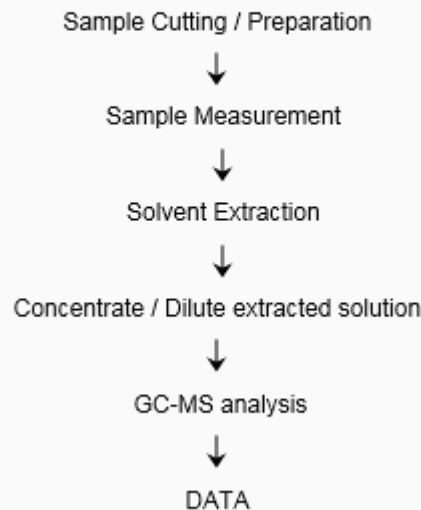 Sample Cutting / Preparation
Sample Measurement
Solvent Extraction
Concentrate / Dilute extracted solution
GC-MS analysis
DATA